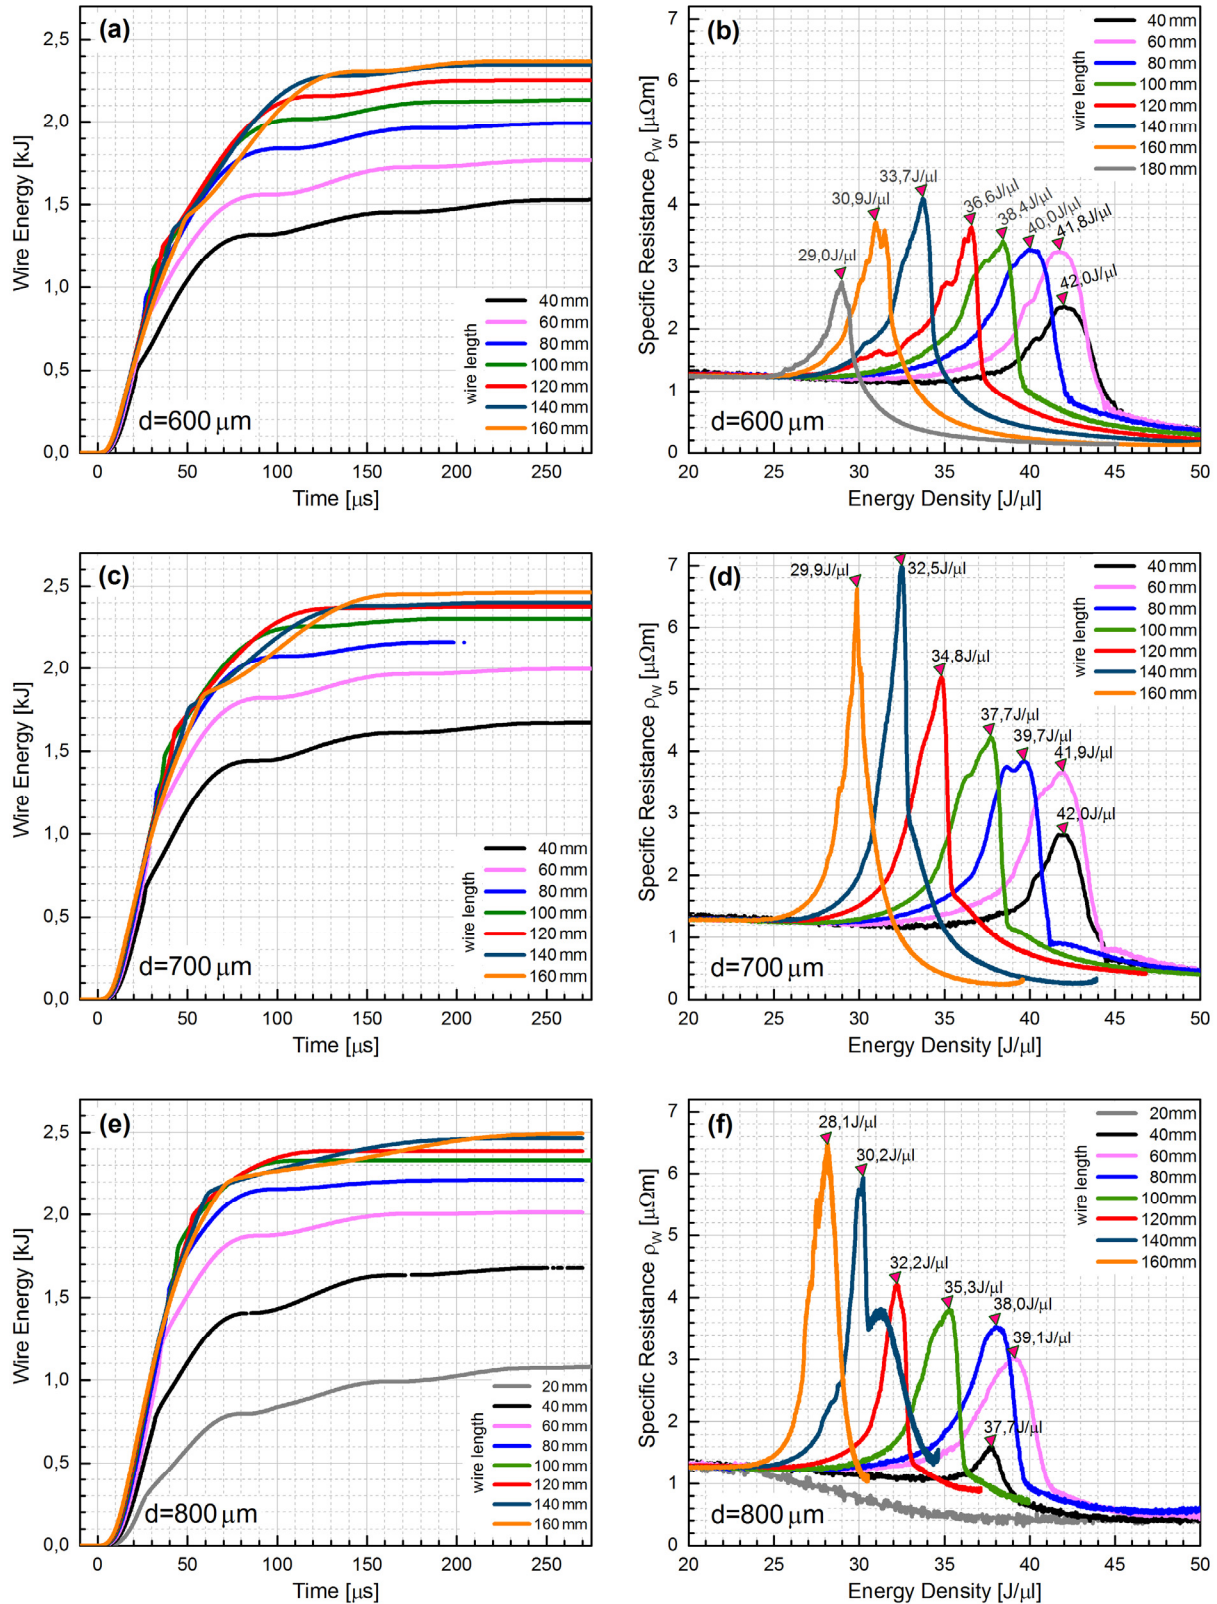 (a)
2,5
2,0
1,5
1,0
0,5
0,0
Wire Energy [kJ]
wire length
40 mm
60 mm
80 mm
100 mm
120 mm
140 mm
160 mm
d=600 μm
0 50 100 150 200 250
Time [μs]
(b)
7
6
5
4
3
2
1
0
Specific Resistance ρW [μΩm]
wire length
40 mm
60 mm
80 mm
100 mm
120 mm
140 mm
160 mm
180 mm
29,0J/μl
30,9J/μl
33,7J/μl
36,6J/μl
38,4J/μl
40,0J/μl
41,8J/μl
42,0J/μl
d=600 μm
20 25 30 35 40 45 50
Energy Density [J/μl]
(c)
2,5
2,0
1,5
1,0
0,5
0,0
Wire Energy [kJ]
wire length
40 mm
60 mm
80 mm
100 mm
120 mm
140 mm
160 mm
d=700 μm
0 50 100 150 200 250
Time [μs]
(d)
7
6
5
4
3
2
1
0
Specific Resistance ρW [μΩm]
wire length
40 mm
60 mm
80 mm
100 mm
120 mm
140 mm
160 mm
29,9J/μl
32,5J/μl
34,8J/μl
37,7J/μl
39,7J/μl
41,9J/μl
42,0J/μl
d=700 μm
20 25 30 35 40 45 50
Energy Density [J/μl]
(e)
2,5
2,0
1,5
1,0
0,5
0,0
Wire Energy [kJ]
wire length
20 mm
40 mm
60 mm
80 mm
100 mm
120 mm
140 mm
160 mm
d=800 μm
0 50 100 150 200 250
Time [μs]
(f)
7
6
5
4
3
2
1
0
Specific Resistance ρW [μΩm]
wire length
20mm
40mm
60mm
80mm
100mm
120mm
140mm
160mm
28,1J/μl
30,2J/μl
32,2J/μl
35,3J/μl
38,0J/μl
39,1J/μl
37,7J/μl
d=800 μm
20 25 30 35 40 45 50
Energy Density [J/μl]